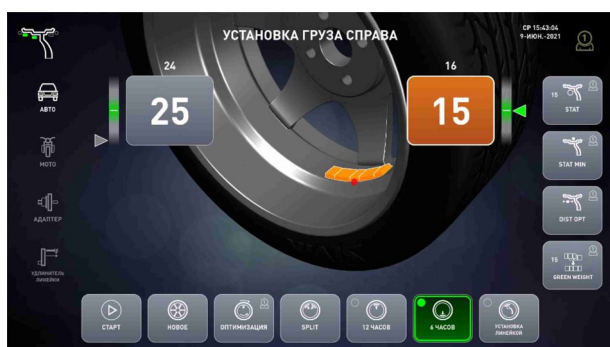 УСТАНОВКА ГРУЗА СПРАВА
СР 15:43:04
9-ИЮН.-2021
1
24
25
16
15
АВТО
МОТО
АДАПТЕР
УДЛИНИТЕЛЬ
ЛИНЕЙКИ
15
STAT
STAT MIN
DIST OPT
15
GREEN WEIGHT
СТАРТ
НОВОЕ
ОПТИМИЗАЦИЯ
SPLIT
12 ЧАСОВ
6 ЧАСОВ
УСТАНОВКА
ЛИНЕЙКОЙ